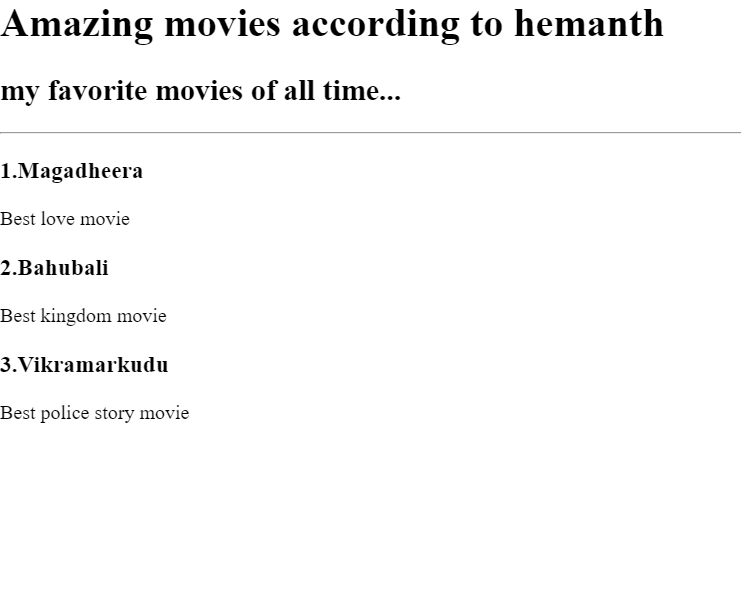 Amazing movies according to hemanth
my favorite movies of all time...
1.Magadheera
Best love movie
2.Bahubali
Best kingdom movie
3.Vikramarkudu
Best police story movie